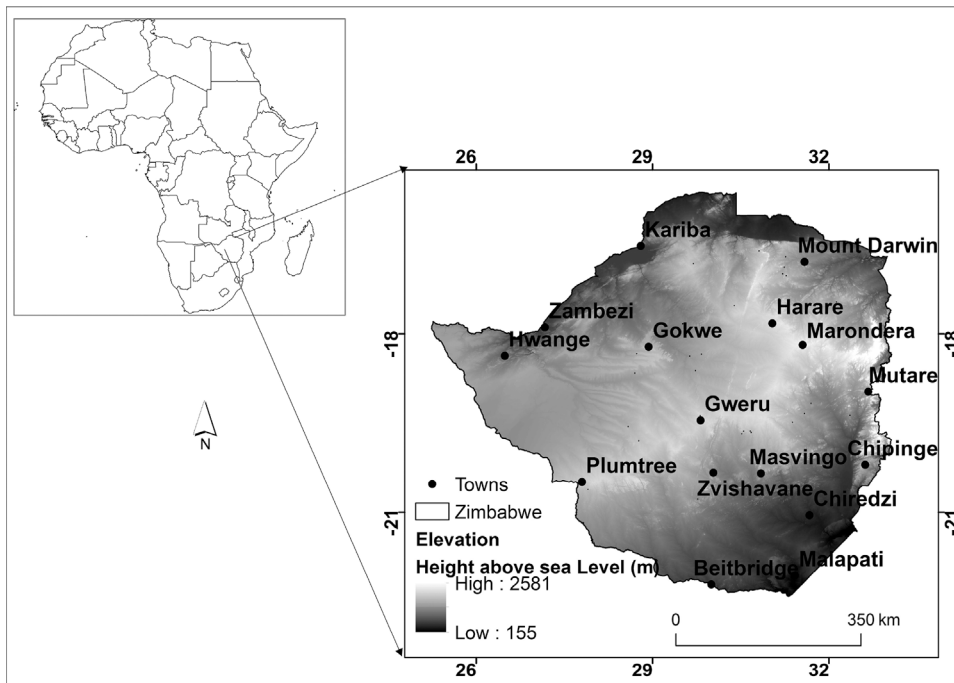 26 29 32
Kariba
Mount Darwin
Zambezi
Harare
-18 -18
Hwange
Gokwe
Marondera
Mutare
N
Gweru
Plumtree
Masvingo
Chipinge
Towns
Zvishavane
Chiredzi
Zimbabwe
-21 -21
Elevation
Height above sea Level (m)
Beitbridge
Malapati
High : 2581
Low : 155
0 350 km
26 29 32